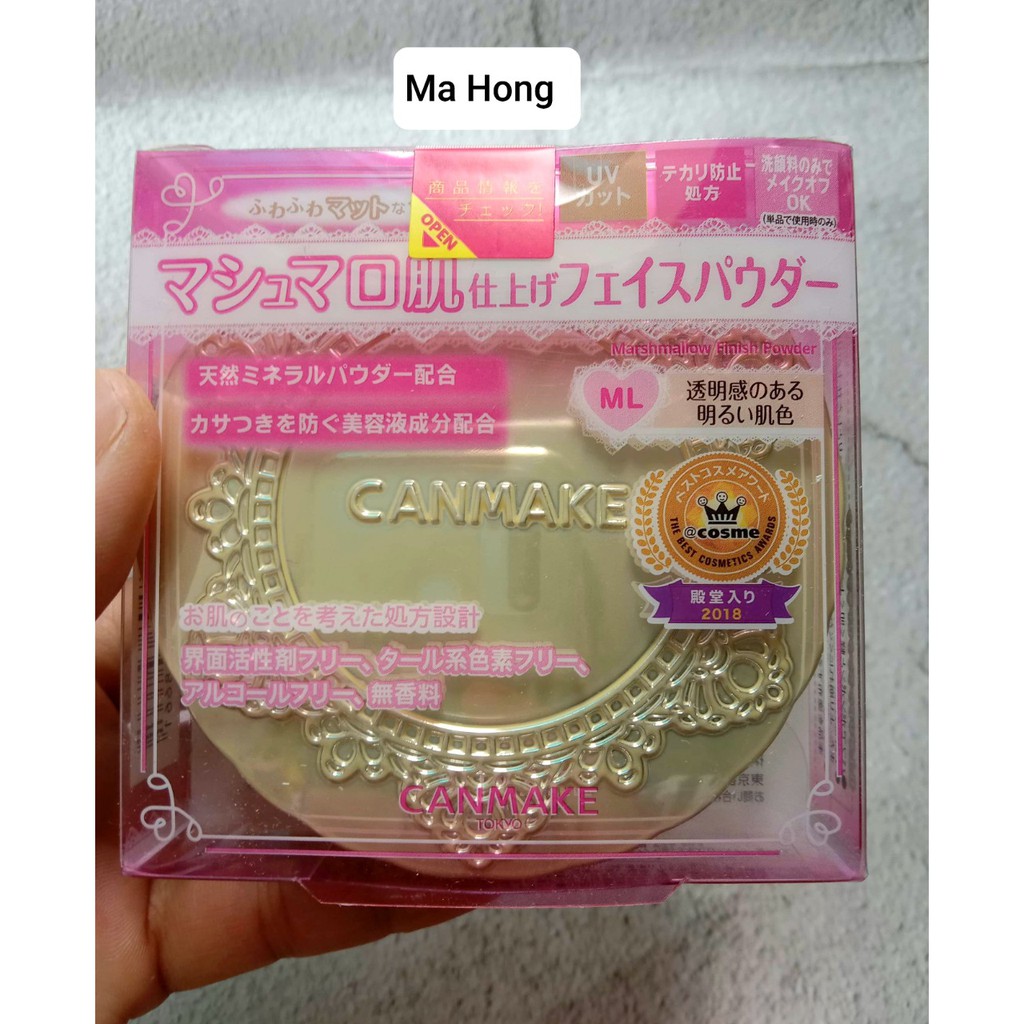 Ma Hong
ふわふわマットな
商品情報を
チェック!
OPEN
UV
カット
テカリ防止
処方
洗顔料のみで
メイクオフ
OK
(単品で使用時のみ)
マシュマロ肌仕上げフェイスパウダー
Marshmallow Finish Powder
天然ミネラルパウダー配合
カサつきを防ぐ美容液成分配合
ML
透明感のある
明るい肌色
CANMAKE
ベストコスメアワード
@cosme
THE BEST COSMETICS AWARDS
殿堂入り
2018
お肌のことを考えた処方設計
界面活性剤フリー、タール系色素フリー、
アルコールフリー、無香料
CANMAKE
TOKYO